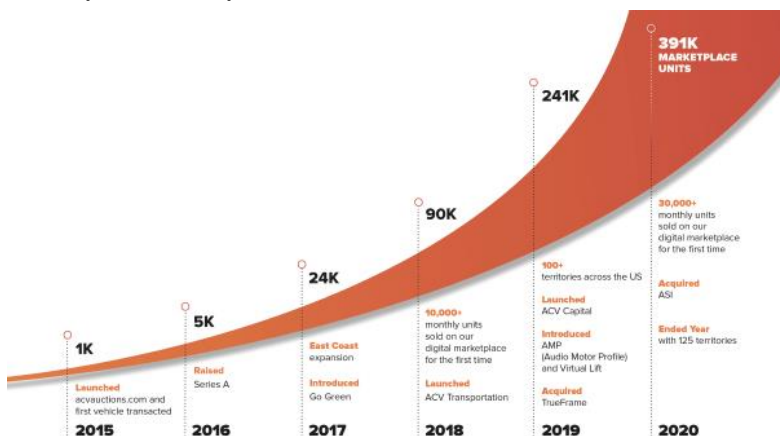 391K
MARKETPLACE
UNITS
241K
90K
24K
5K
1K
Launched
acvauctions.com and
first vehicle transacted
2015
Raised
Series A
2016
East Coast
expansion
Introduced
Go Green
2017
10,000+
monthly units
sold on our
digital marketplace
for the first time
Launched
ACV Transportation
2018
100+
territories across the US
Launched
ACV Capital
Introduced
AMP
(Audio Motor Profile)
and Virtual Lift
Acquired
TrueFrame
2019
30,000+
monthly units
sold on our
digital marketplace
for the first time
Acquired
ASI
Ended Year
with 125 territories
2020